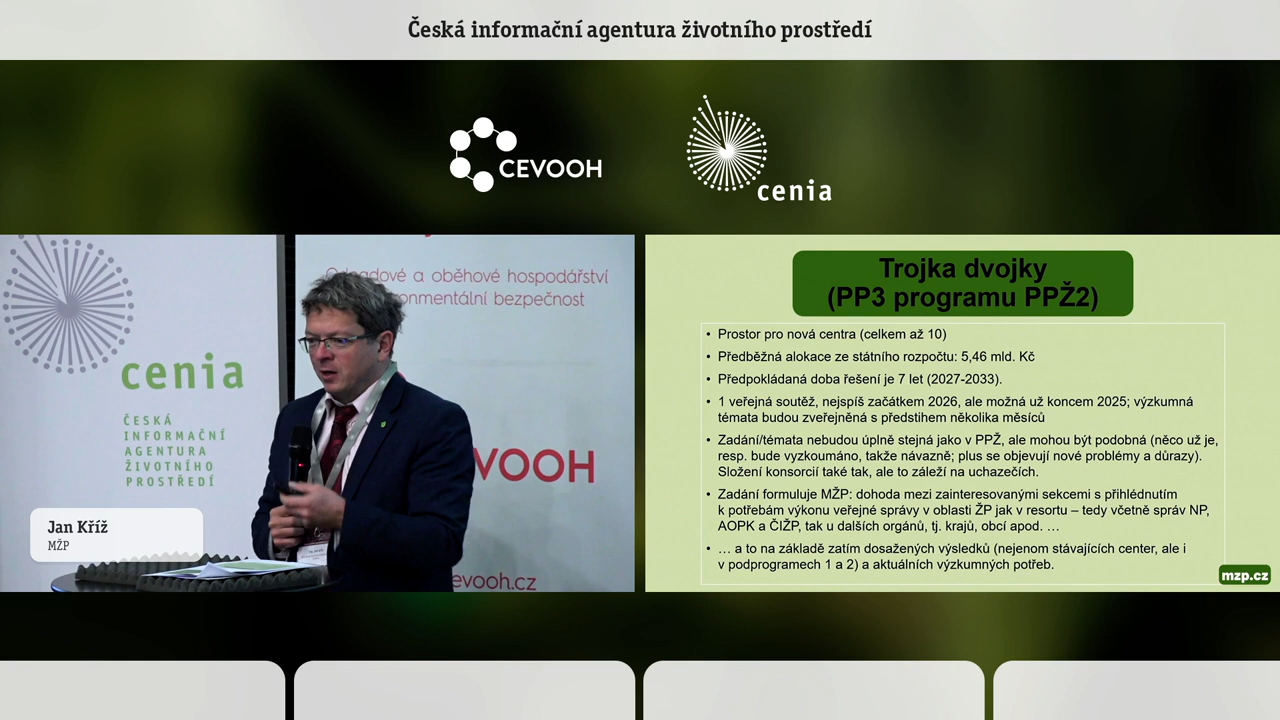 Česká informační agentura životního prostředí
CEVOOH
cenia
cenia
ČESKÁ
INFORMAČNÍ
AGENTURA
ŽIVOTNÍHO
PROSTŘEDÍ
a oběhové hospodářství
bezpečnost
VOOH
evooh.cz
Jan Kříž
MŽP
Trojka dvojky
(PP3 programu PPŽ2)
• Prostor pro nová centra (celkem až 10)
• Předběžná alokace ze státního rozpočtu: 5,46 mld. Kč
• Předpokládaná doba řešení je 7 let (2027-2033).
• 1 veřejná soutěž, nejspíš začátkem 2026, ale možná už koncem 2025; výzkumná
témata budou zveřejněná s předstihem několika měsíců
• Zadání/témata nebudou úplně stejná jako v PPŽ, ale mohou být podobná (něco už je,
resp. bude vyzkoumáno, takže návazně; plus se objevují nové problémy a důrazy).
Složení konsorcií také tak, ale to záleží na uchazečích.
• Zadání formuluje MŽP: dohoda mezi zainteresovanými sekcemi s přihlédnutím
k potřebám výkonu veřejné správy v oblasti ŽP jak v resortu – tedy včetně správ NP,
AOPK a ČIŽP, tak u dalších orgánů, tj. krajů, obcí apod. …
• … a to na základě zatím dosažených výsledků (nejenom stávajících center, ale i
v podprogramech 1 a 2) a aktuálních výzkumných potřeb.
mzp.cz